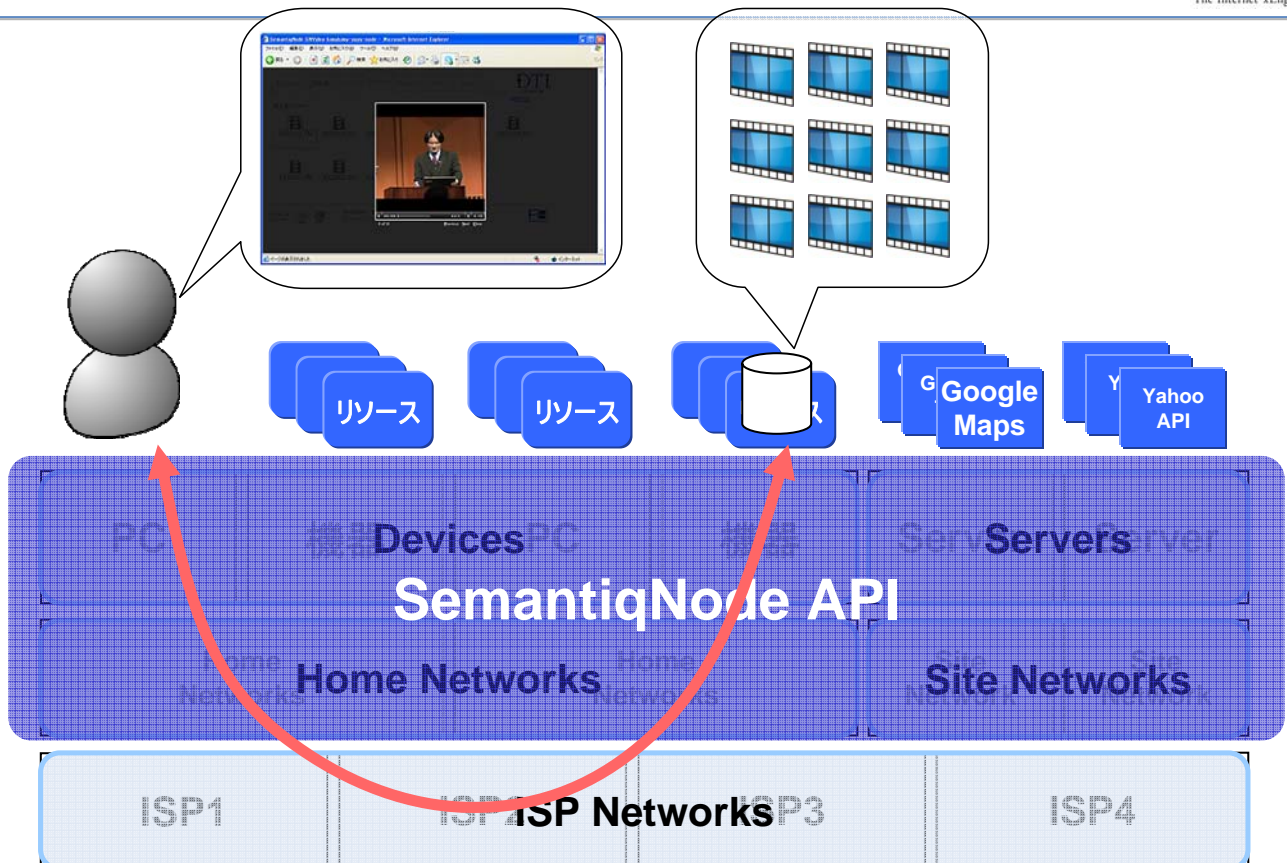 DTI
リソース
リソース
ス
Google
Maps
Yahoo
API
PC
機器
PC
機器
Server
Server
Devices
Servers
SemantiqNode API
Home
Networks
Home
Networks
Site
Network
Site
Network
Home Networks
Site Networks
ISP1
ISP2
ISP3
ISP4
ISP Networks